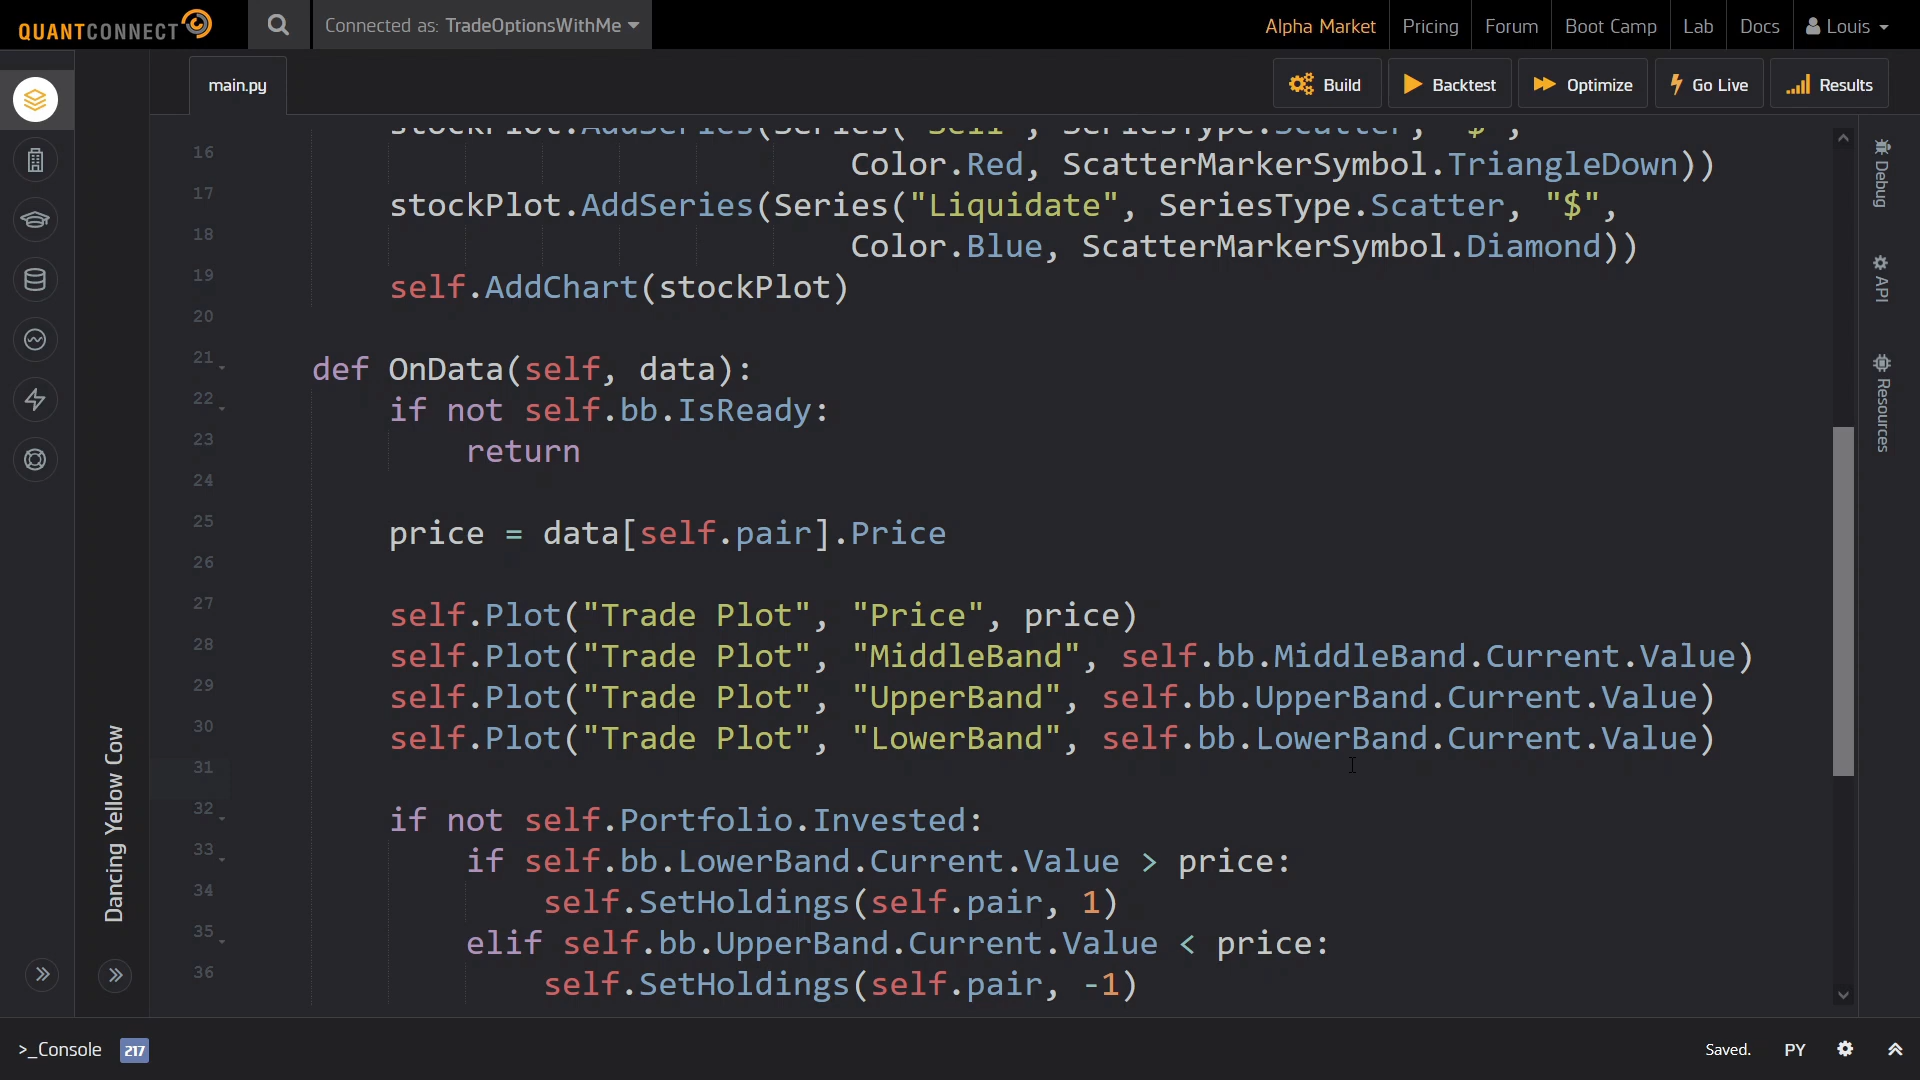 QUANTCONNECT
Connected as: TradeOptionsWithMe
Alpha Market
Pricing
Forum
Boot Camp
Lab
Docs
Louis
main.py
Build
Backtest
Optimize
Go Live
Results
stockPlot.AddSeries(Series("Sell", SeriesType.Scatter, "$",
16
Color.Red, ScatterMarkerSymbol.TriangleDown))
17
stockPlot.AddSeries(Series("Liquidate", SeriesType.Scatter, "$",
18
Color.Blue, ScatterMarkerSymbol.Diamond))
19
self.AddChart(stockPlot)
20
21
def OnData(self, data):
22
if not self.bb.IsReady:
23
return
24
25
price = data[self.pair].Price
26
27
self.Plot("Trade Plot", "Price", price)
28
self.Plot("Trade Plot", "MiddleBand", self.bb.MiddleBand.Current.Value)
29
self.Plot("Trade Plot", "UpperBand", self.bb.UpperBand.Current.Value)
30
self.Plot("Trade Plot", "LowerBand", self.bb.LowerBand.Current.Value)
31
32
if not self.Portfolio.Invested:
33
if self.bb.LowerBand.Current.Value > price:
34
self.SetHoldings(self.pair, 1)
35
elif self.bb.UpperBand.Current.Value < price:
36
self.SetHoldings(self.pair, -1)
Debug
API
Resources
Dancing Yellow Cow
>_Console 217
Saved.
PY